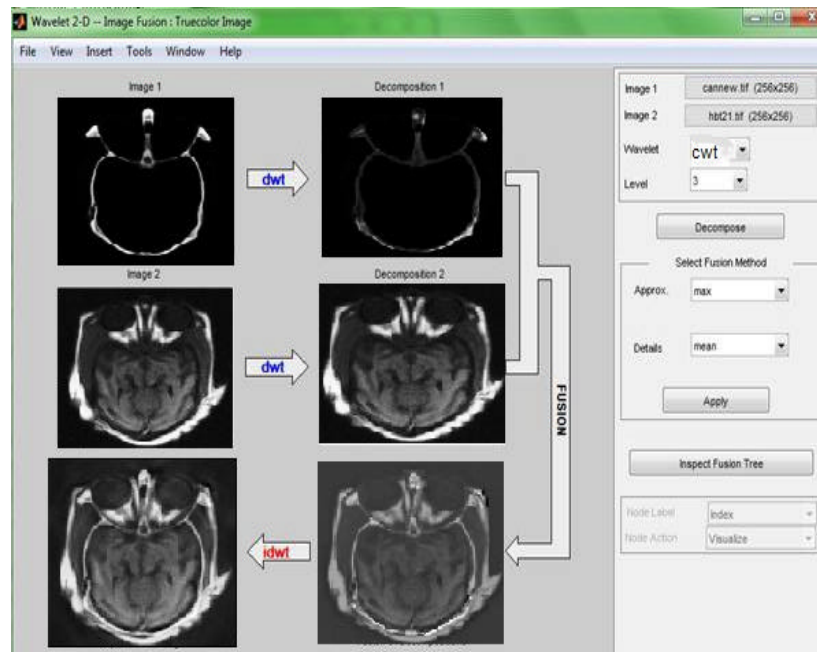 Wavelet 2-D -- Image Fusion : Truecolor Image
File View Insert Tools Window Help
Image 1
Decomposition 1
dwt
Image 2
Decomposition 2
dwt
FUSION
idwt
Image 1 cannew.tif (256x256)
Image 2 hbt21.tif (256x256)
Wavelet cwt
Level 3
Decompose
Select Fusion Method
Approx. max
Details mean
Apply
Inspect Fusion Tree
Node Label Index
Node Action Visualize